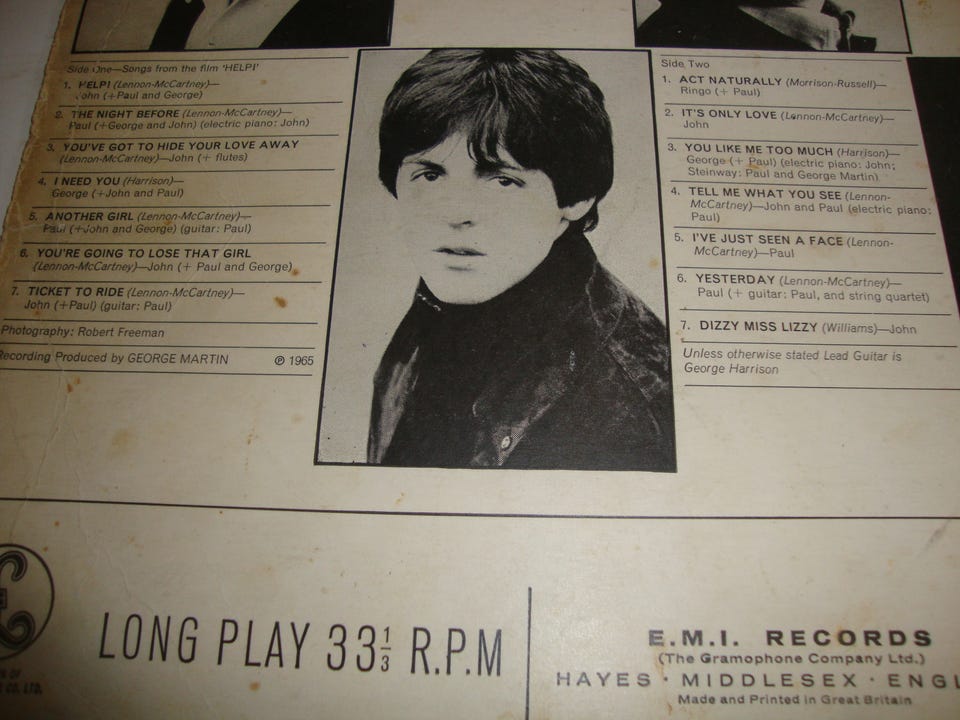 Side One—Songs from the film 'HELP!'
1. HELP! (Lennon-McCartney)—
John (+Paul and George)
2. THE NIGHT BEFORE (Lennon-McCartney)—
Paul (+George and John) (electric piano: John)
3. YOU'VE GOT TO HIDE YOUR LOVE AWAY
(Lennon-McCartney)—John (+ flutes)
4. I NEED YOU (Harrison)—
George (+John and Paul)
5. ANOTHER GIRL (Lennon-McCartney)—
Paul (+John and George) (guitar: Paul)
6. YOU'RE GOING TO LOSE THAT GIRL
(Lennon-McCartney)—John (+ Paul and George)
7. TICKET TO RIDE (Lennon-McCartney)—
John (+Paul) (guitar: Paul)
Photography: Robert Freeman
Recording Produced by GEORGE MARTIN ℗ 1965
Side Two
1. ACT NATURALLY (Morrison-Russell)—
Ringo (+ Paul)
2. IT'S ONLY LOVE (Lennon-McCartney)—
John
3. YOU LIKE ME TOO MUCH (Harrison)—
George (+ Paul) (electric piano: John;
Steinway: Paul and George Martin)
4. TELL ME WHAT YOU SEE (Lennon-
McCartney)—John and Paul (electric piano:
Paul)
5. I'VE JUST SEEN A FACE (Lennon-
McCartney)—Paul
6. YESTERDAY (Lennon-McCartney)—
Paul (+ guitar: Paul, and string quartet)
7. DIZZY MISS LIZZY (Williams)—John
Unless otherwise stated Lead Guitar is
George Harrison
LONG PLAY 33⅓ R.P.M
E.M.I. RECORDS
(The Gramophone Company Ltd.)
HAYES · MIDDLESEX · ENGL
Made and Printed in Great Britain
£
OF
CO. LTD.